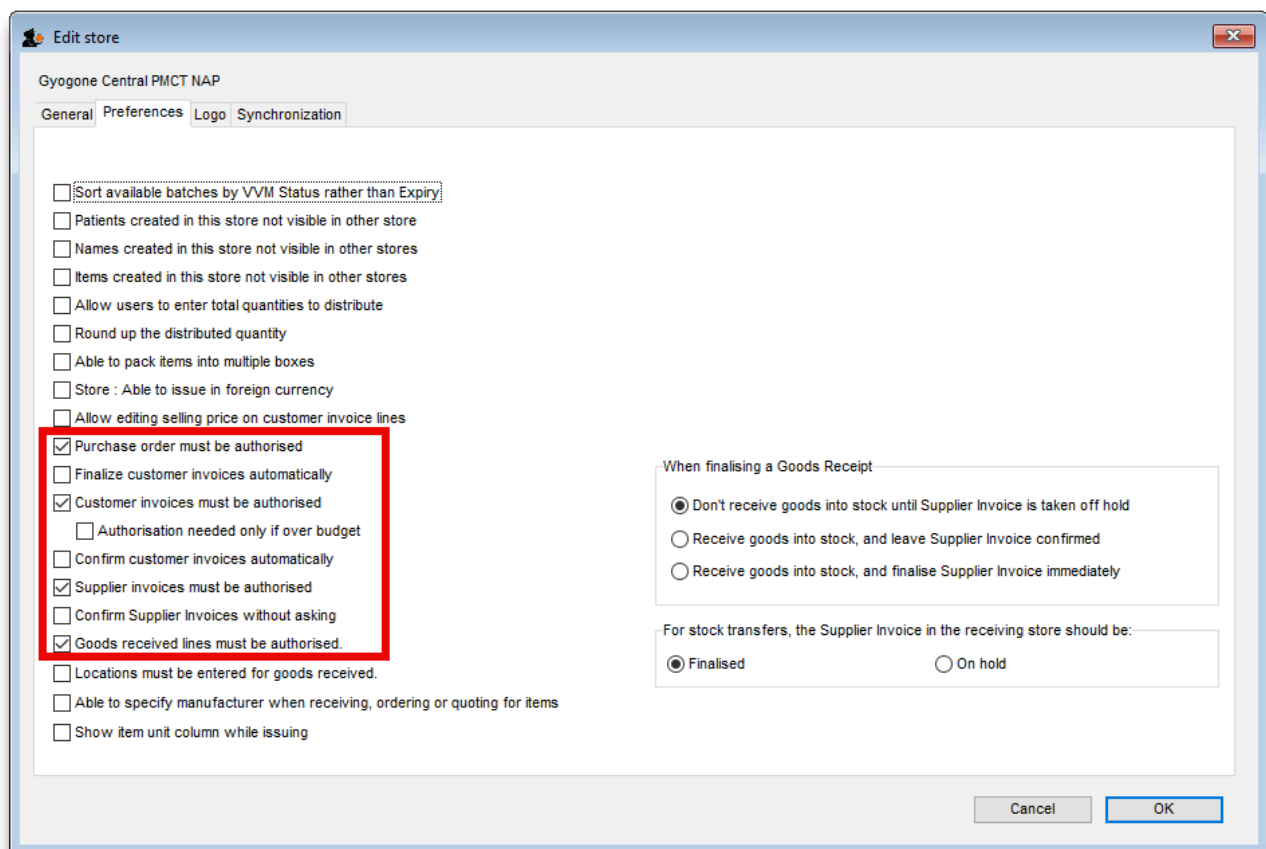 Edit store
Gyogone Central PMCT NAP
General Preferences Logo Synchronization
Sort available batches by VVM Status rather than Expiry
Patients created in this store not visible in other store
Names created in this store not visible in other stores
Items created in this store not visible in other stores
Allow users to enter total quantities to distribute
Round up the distributed quantity
Able to pack items into multiple boxes
Store : Able to issue in foreign currency
Allow editing selling price on customer invoice lines
Purchase order must be authorised
Finalize customer invoices automatically
Customer invoices must be authorised
Authorisation needed only if over budget
Confirm customer invoices automatically
Supplier invoices must be authorised
Confirm Supplier Invoices without asking
Goods received lines must be authorised.
Locations must be entered for goods received.
Able to specify manufacturer when receiving, ordering or quoting for items
Show item unit column while issuing
When finalising a Goods Receipt
Don't receive goods into stock until Supplier Invoice is taken off hold
Receive goods into stock, and leave Supplier Invoice confirmed
Receive goods into stock, and finalise Supplier Invoice immediately
For stock transfers, the Supplier Invoice in the receiving store should be:
Finalised On hold
Cancel OK